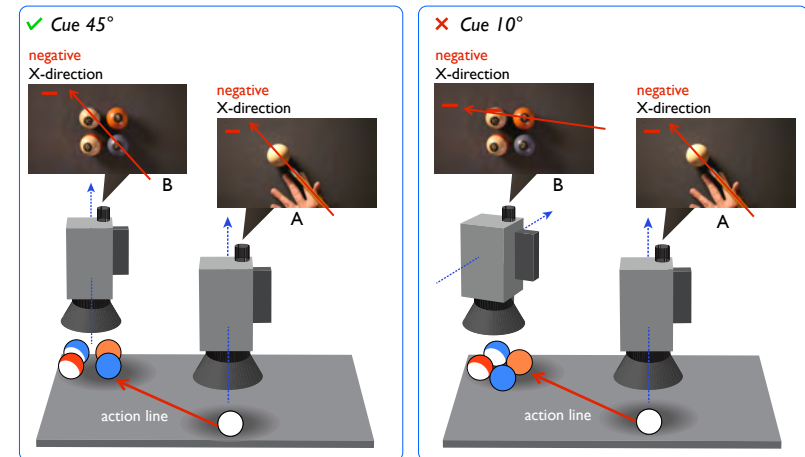 ✓ Cue 45°
negative
X-direction
negative
X-direction
B
A
action line
✗ Cue 10°
negative
X-direction
negative
X-direction
B
A
action line